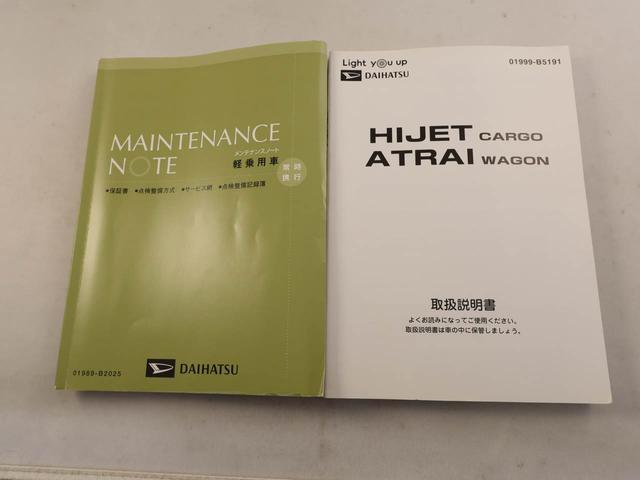 MAINTENANCE
NOTE
メンテナンスノート
軽乗用車
常時
携行
●保証書 ●点検整備方式 ●サービス網 ●点検整備記録簿
DAIHATSU
01989-B2025
Light you up
DAIHATSU
01999-B5191
HIJET CARGO
ATRAI WAGON
取扱説明書
よくお読みになってご使用ください。
取扱説明書は車の中に保管しましょう。